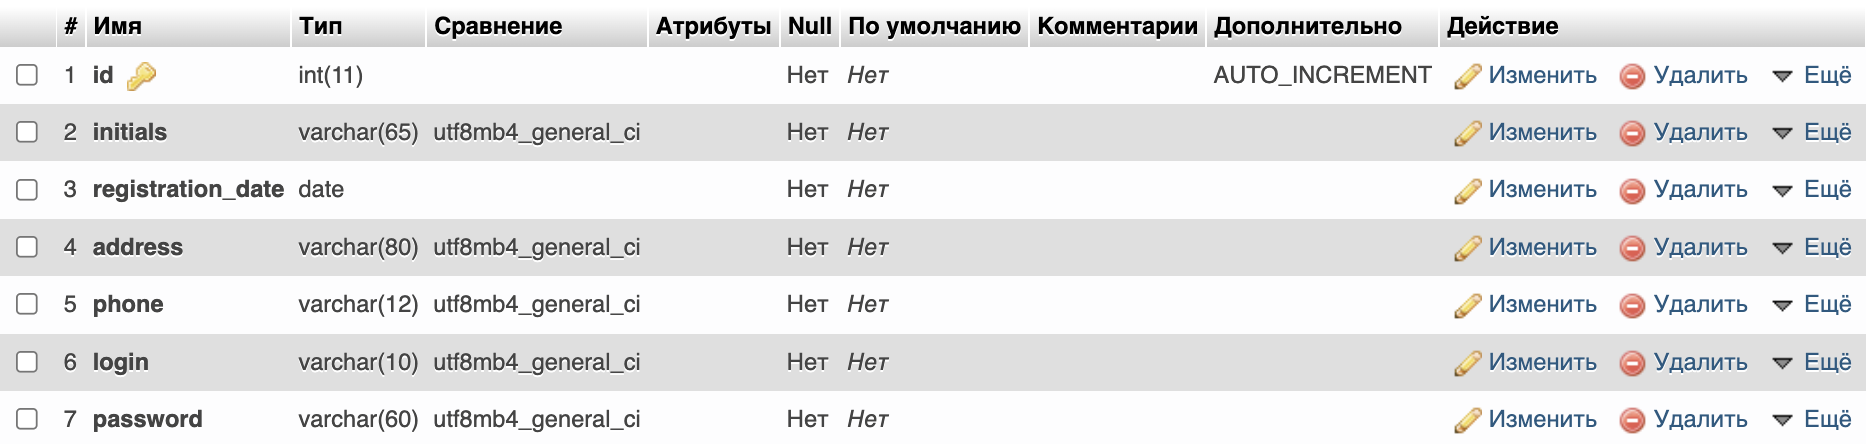 # Имя Тип Сравнение Атрибуты Null По умолчанию Комментарии Дополнительно Действие
1 id int(11) Нет Нет AUTO_INCREMENT Изменить Удалить Ещё
2 initials varchar(65) utf8mb4_general_ci Нет Нет Изменить Удалить Ещё
3 registration_date date Нет Нет Изменить Удалить Ещё
4 address varchar(80) utf8mb4_general_ci Нет Нет Изменить Удалить Ещё
5 phone varchar(12) utf8mb4_general_ci Нет Нет Изменить Удалить Ещё
6 login varchar(10) utf8mb4_general_ci Нет Нет Изменить Удалить Ещё
7 password varchar(60) utf8mb4_general_ci Нет Нет Изменить Удалить Ещё